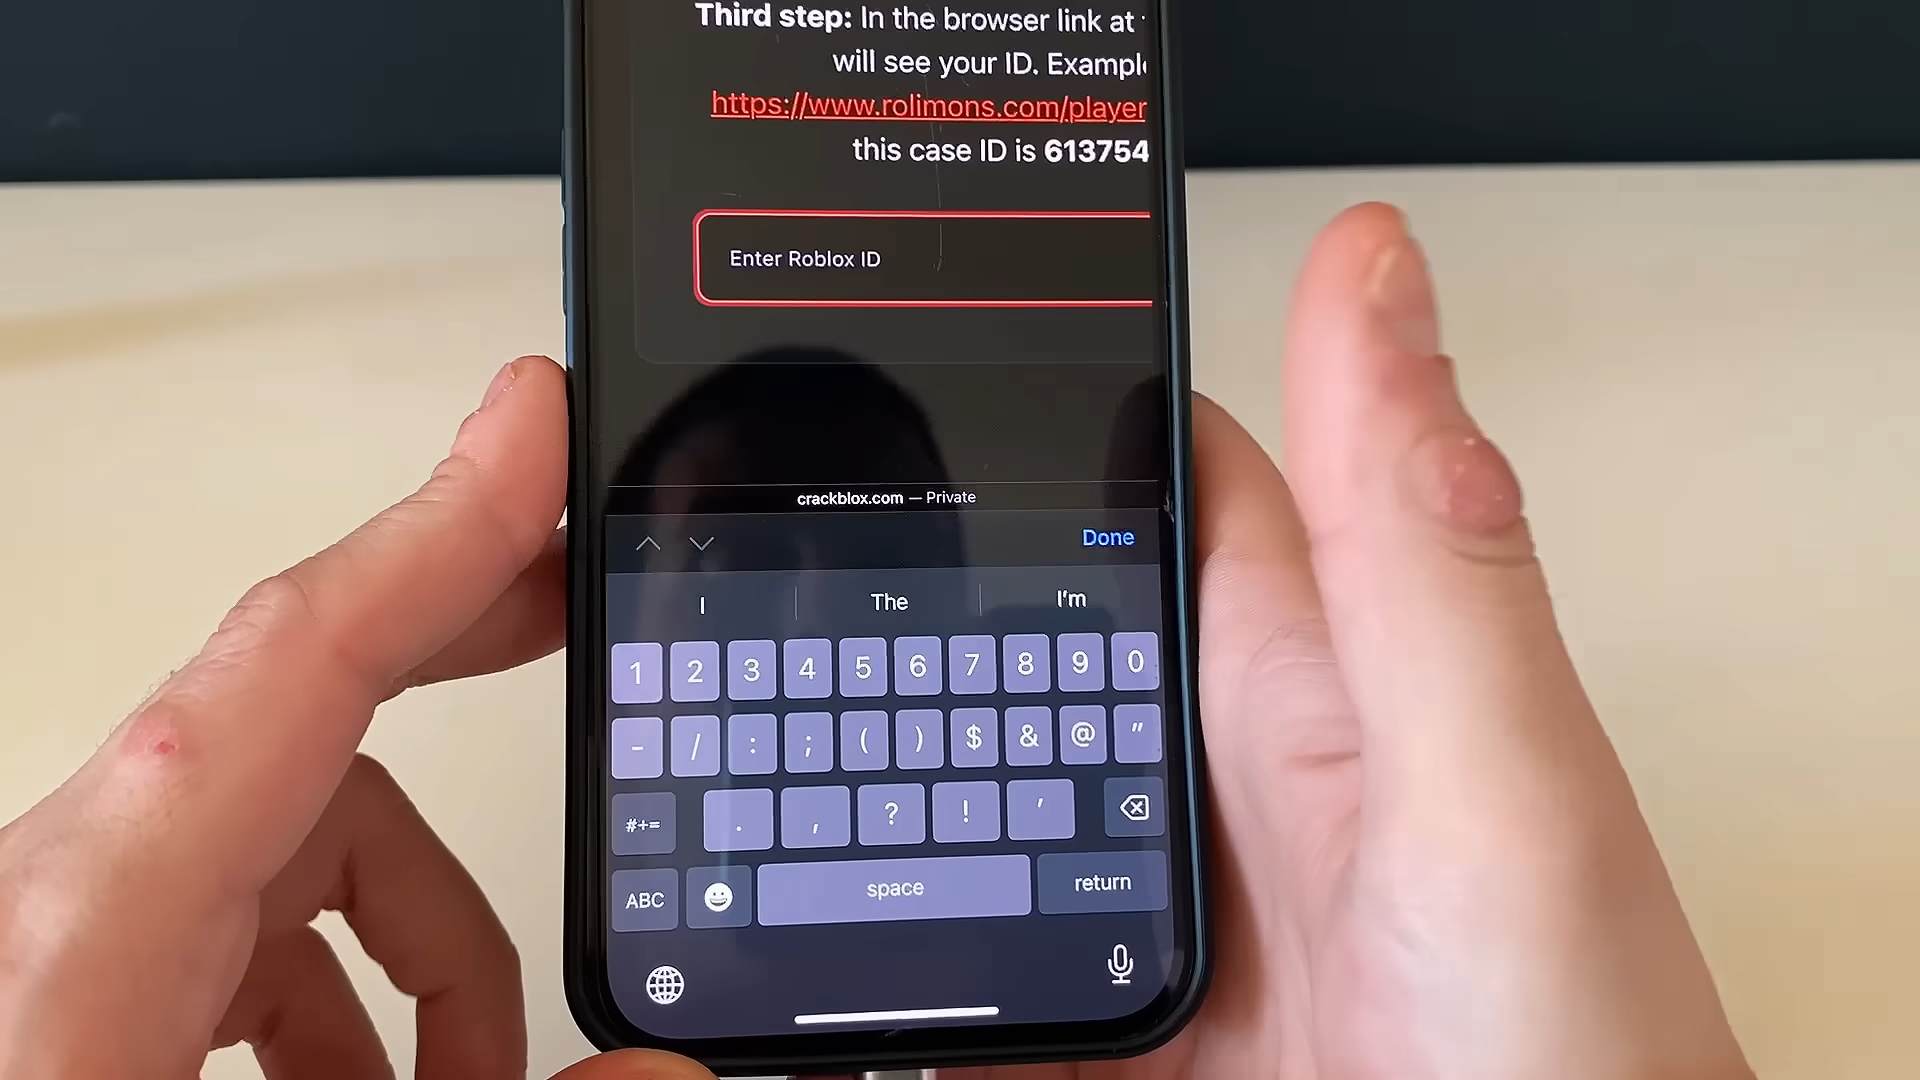 Third step: In the browser link at
will see your ID. Exampl
https://www.rolimons.com/player
this case ID is 613754
Enter Roblox ID
crackblox.com — Private
Done
I The I'm
1 2 3 4 5 6 7 8 9 0
- / : ; ( ) $ & @ "
#+= . , ? ! '
ABC space return